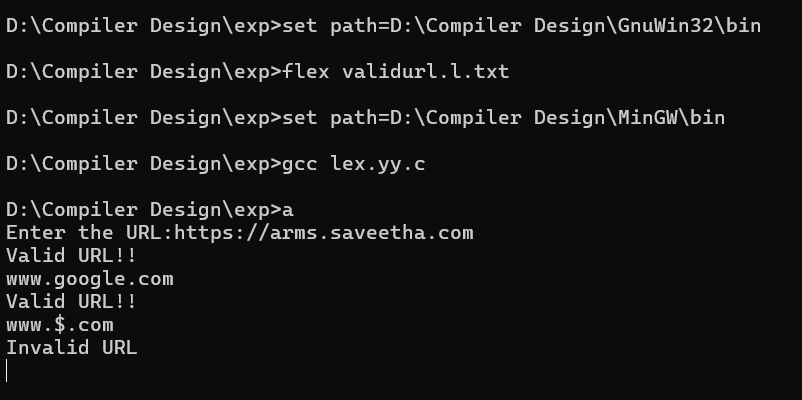 D:\Compiler Design\exp>set path=D:\Compiler Design\GnuWin32\bin
D:\Compiler Design\exp>flex validurl.l.txt
D:\Compiler Design\exp>set path=D:\Compiler Design\MinGW\bin
D:\Compiler Design\exp>gcc lex.yy.c
D:\Compiler Design\exp>a
Enter the URL:https://arms.saveetha.com
Valid URL!!
www.google.com
Valid URL!!
www.$.com
Invalid URL